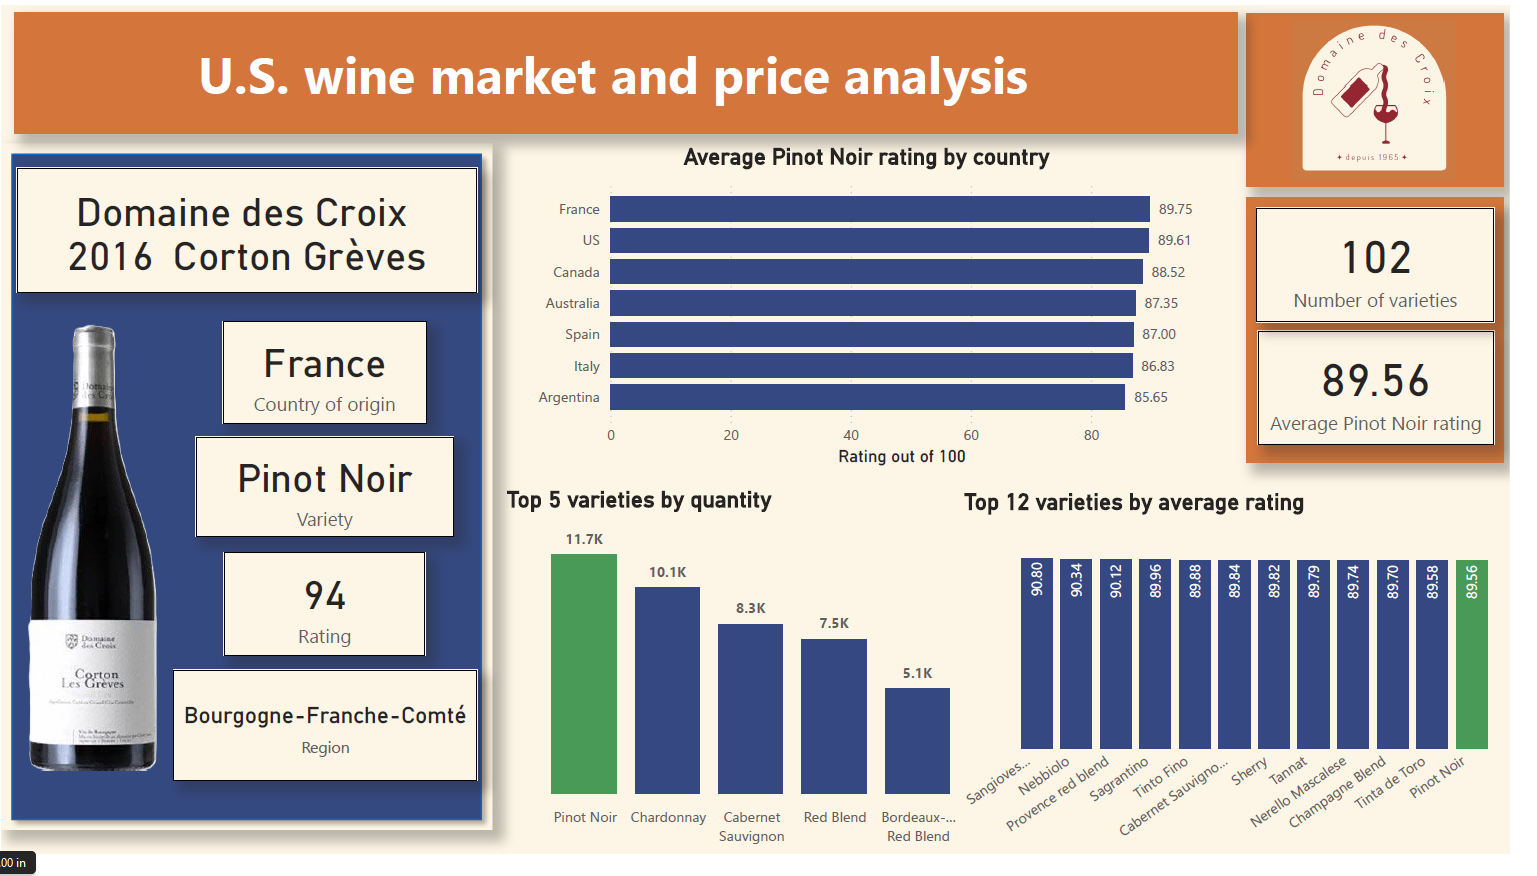 U.S. wine market and price analysis
Domaine des Croix
depuis 1965
Domaine des Croix
2016 Corton Grèves
France
Country of origin
Pinot Noir
Variety
94
Rating
Bourgogne-Franche-Comté
Region
Domaine
des Croix
Corton
Les Grèves
Average Pinot Noir rating by country
France 89.75
US 89.61
Canada 88.52
Australia 87.35
Spain 87.00
Italy 86.83
Argentina 85.65
0 20 40 60 80
Rating out of 100
102
Number of varieties
89.56
Average Pinot Noir rating
Top 5 varieties by quantity
11.7K
10.1K
8.3K
7.5K
5.1K
Pinot Noir Chardonnay Cabernet Red Blend Bordeaux-...
Sauvignon Red Blend
Top 12 varieties by average rating
90.80 90.34 90.12 89.96 89.88 89.84 89.82 89.79 89.74 89.70 89.58 89.56
Sangioves...
Nebbiolo
Provence red blend
Sagrantino
Tinto Fino
Cabernet Sauvigno...
Sherry
Tannat
Nerello Mascalese
Champagne Blend
Tinta de Toro
Pinot Noir
.00 in